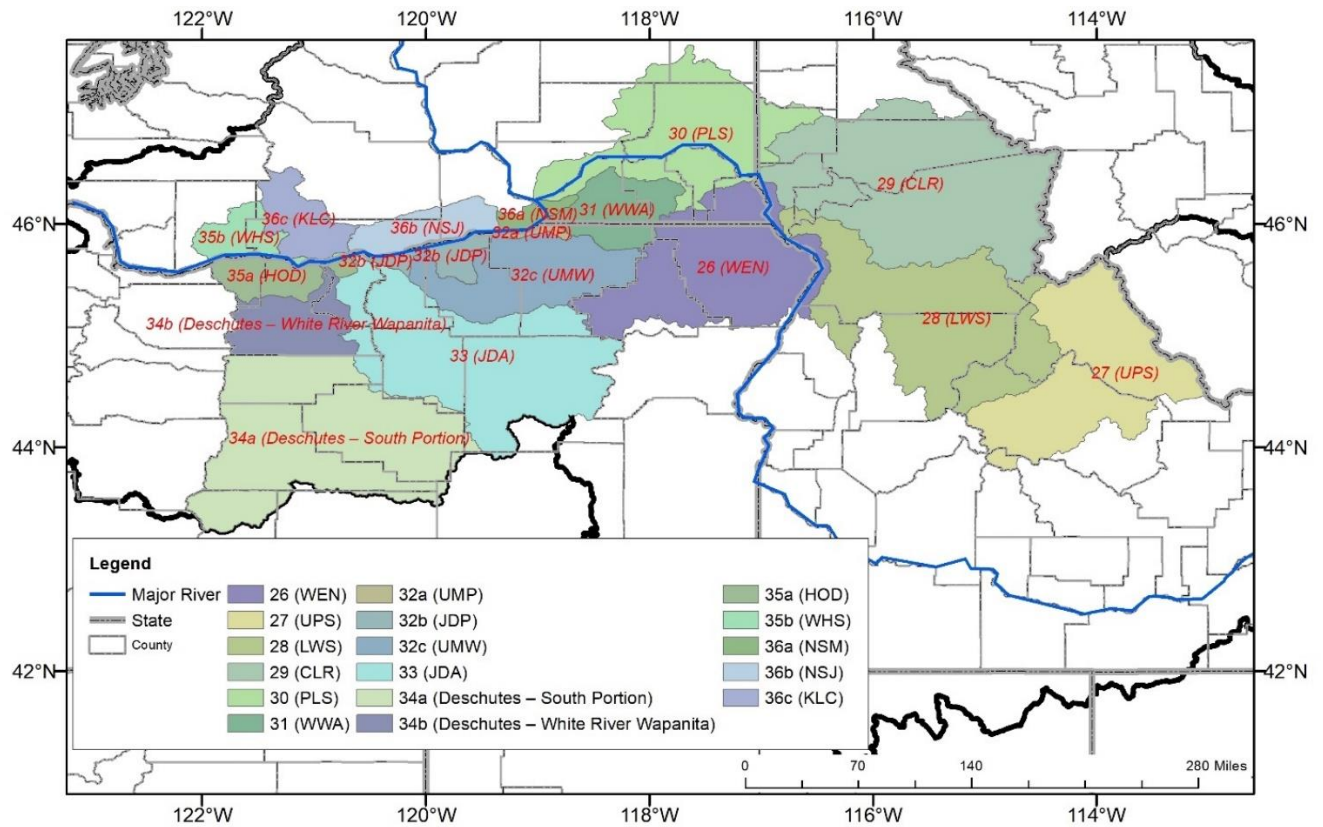 122°W 120°W 118°W 116°W 114°W
30 (PLS)
29 (CLR)
46°N 46°N
36c (KLC)
36a (NSM)
31 (WWA)
35b (WHS)
36b (NSJ)
32a (UMP)
32b (JDP)
32b (JDP)
35a (HOD)
32c (UMW)
26 (WEN)
34b (Deschutes – White River Wapanita)
28 (LWS)
33 (JDA)
27 (UPS)
34a (Deschutes – South Portion)
44°N 44°N
Legend
Major River
State
County
26 (WEN)
27 (UPS)
28 (LWS)
29 (CLR)
30 (PLS)
31 (WWA)
32a (UMP)
32b (JDP)
32c (UMW)
33 (JDA)
34a (Deschutes – South Portion)
34b (Deschutes – White River Wapanita)
35a (HOD)
35b (WHS)
36a (NSM)
36b (NSJ)
36c (KLC)
42°N 42°N
0 70 140 280 Miles
122°W 120°W 118°W 116°W 114°W